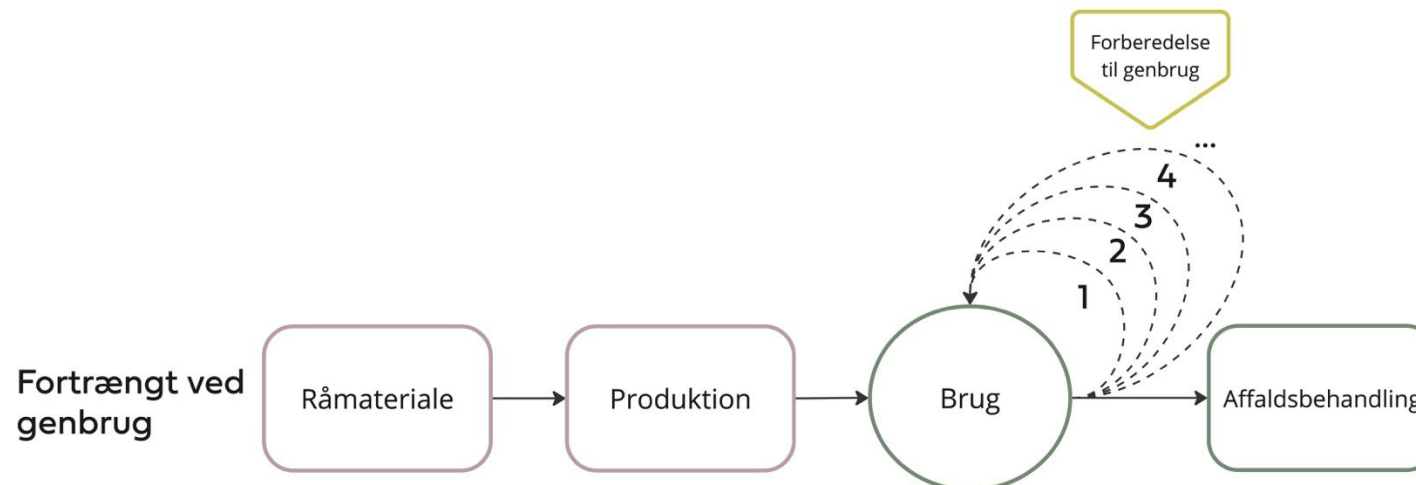 Forberedelse
til genbrug
...
4
3
2
1
Fortrængt ved
genbrug
Råmateriale
Produktion
Brug
Affaldsbehandling